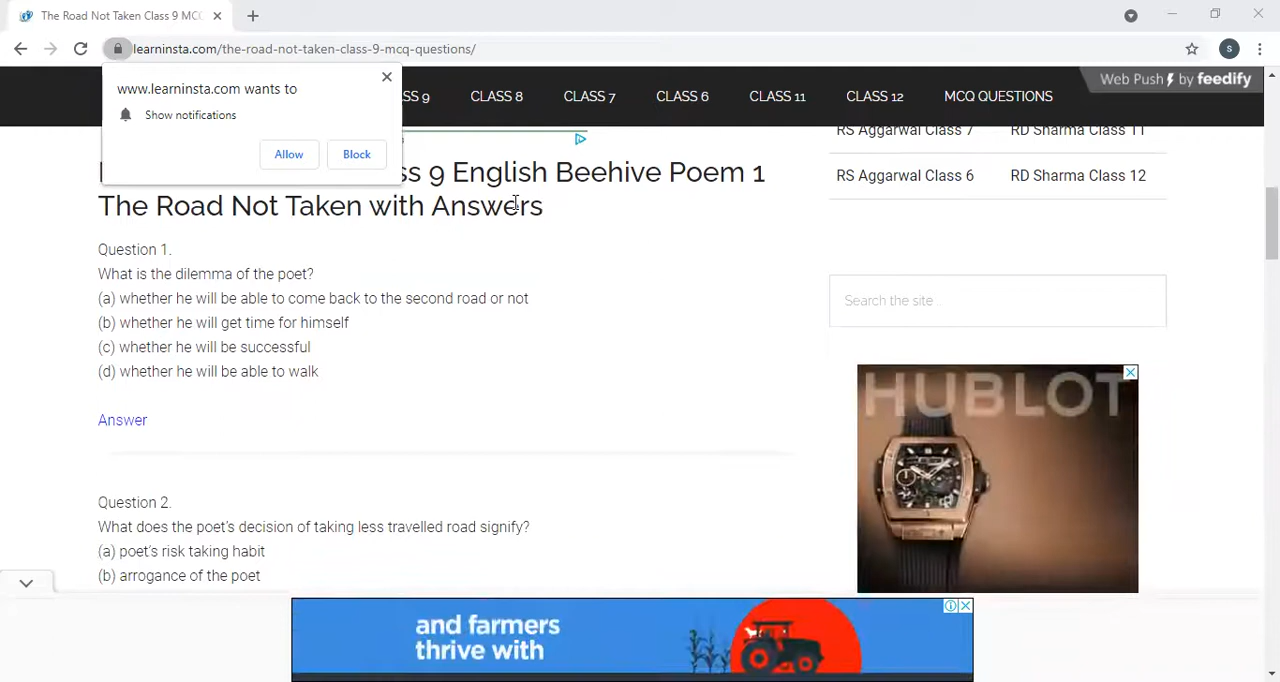 The Road Not Taken Class 9 MC
learninsta.com/the-road-not-taken-class-9-mcq-questions/
S
www.learninsta.com wants to
Show notifications
Allow
Block
SS 9
CLASS 8
CLASS 7
CLASS 6
CLASS 11
CLASS 12
MCQ QUESTIONS
Web Push by feedify
RS Aggarwal Class 7
RD Sharma Class 11
RS Aggarwal Class 6
RD Sharma Class 12
ss 9 English Beehive Poem 1
The Road Not Taken with Answers
Question 1.
What is the dilemma of the poet?
(a) whether he will be able to come back to the second road or not
(b) whether he will get time for himself
(c) whether he will be successful
(d) whether he will be able to walk
Answer
Search the site ..
HUBLOT
Question 2.
What does the poet's decision of taking less travelled road signify?
(a) poet's risk taking habit
(b) arrogance of the poet
and farmers
thrive with